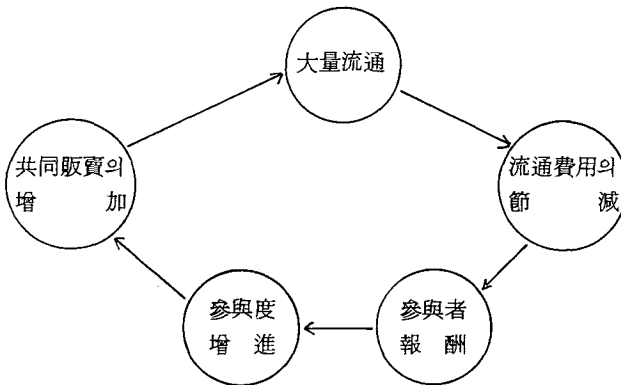 大量流通
共同販賣의
增 加
流通費用의
節 減
參與度
增 進
參與者
報 酬